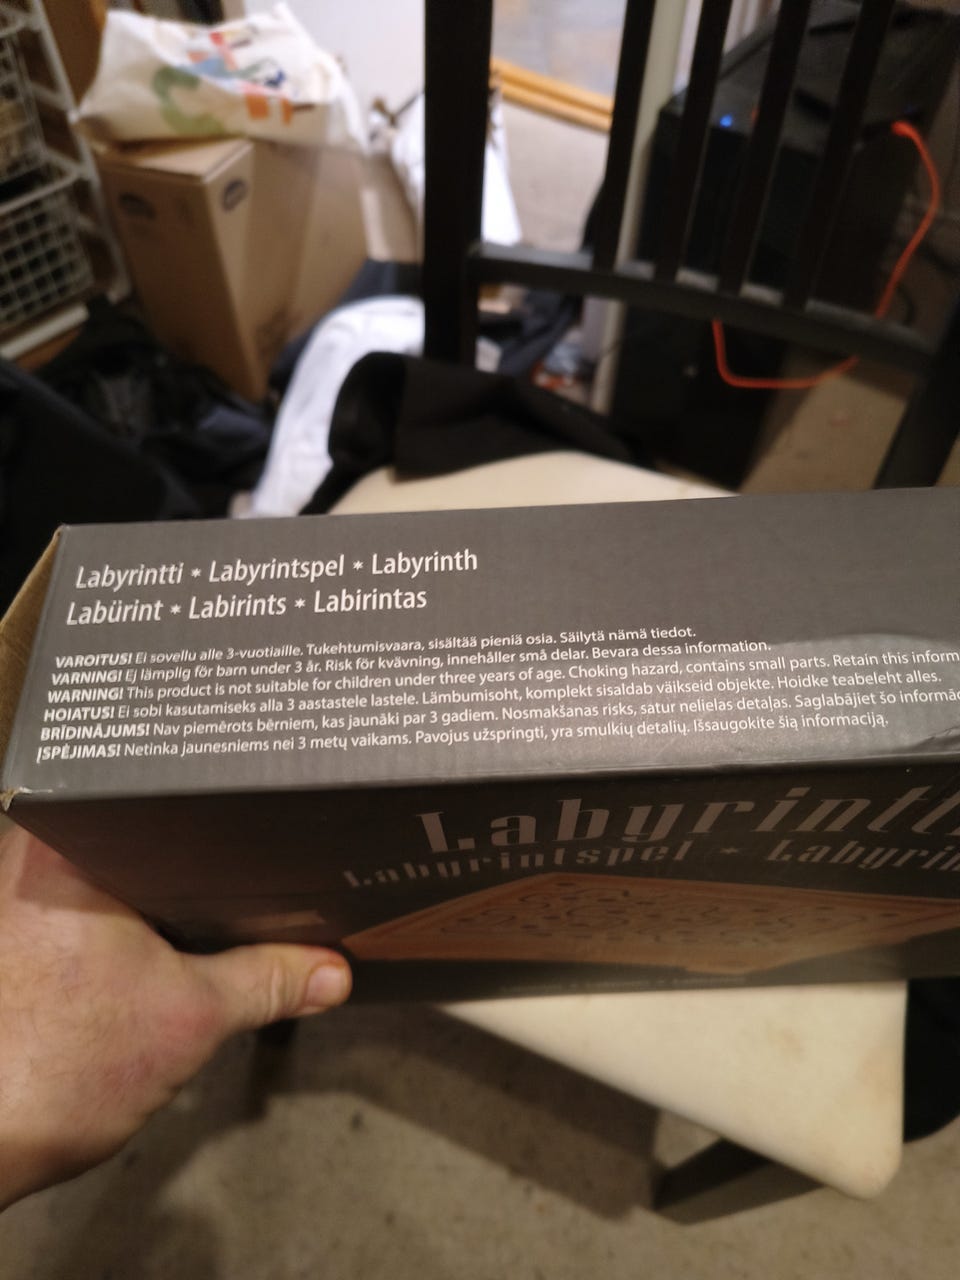 Labyrintti * Labyrintspel * Labyrinth
Labürint * Labirints * Labirintas
VAROITUS! Ei sovellu alle 3-vuotiaille. Tukehtumisvaara, sisältää pieniä osia. Säilytä nämä tiedot.
VARNING! Ej lämplig för barn under 3 år. Risk för kvävning, innehåller små delar. Bevara dessa information.
WARNING! This product is not suitable for children under three years of age. Choking hazard, contains small parts. Retain this inform
HOIATUS! Ei sobi kasutamiseks alla 3 aastastele lastele. Lämbumisoht, komplekt sisaldab väikseid objekte. Hoidke teabeleht alles.
BRĪDINĀJUMS! Nav piemērots bērniem, kas jaunāki par 3 gadiem. Nosmakšanas risks, satur nelielas detaļas. Saglabājiet šo informāc
ĮSPĖJIMAS! Netinka jaunesniems nei 3 metų vaikams. Pavojus užspringti, yra smulkių detalių. Išsaugokite šią informaciją.
Labyrintt
Labyrintspel * Labyrin